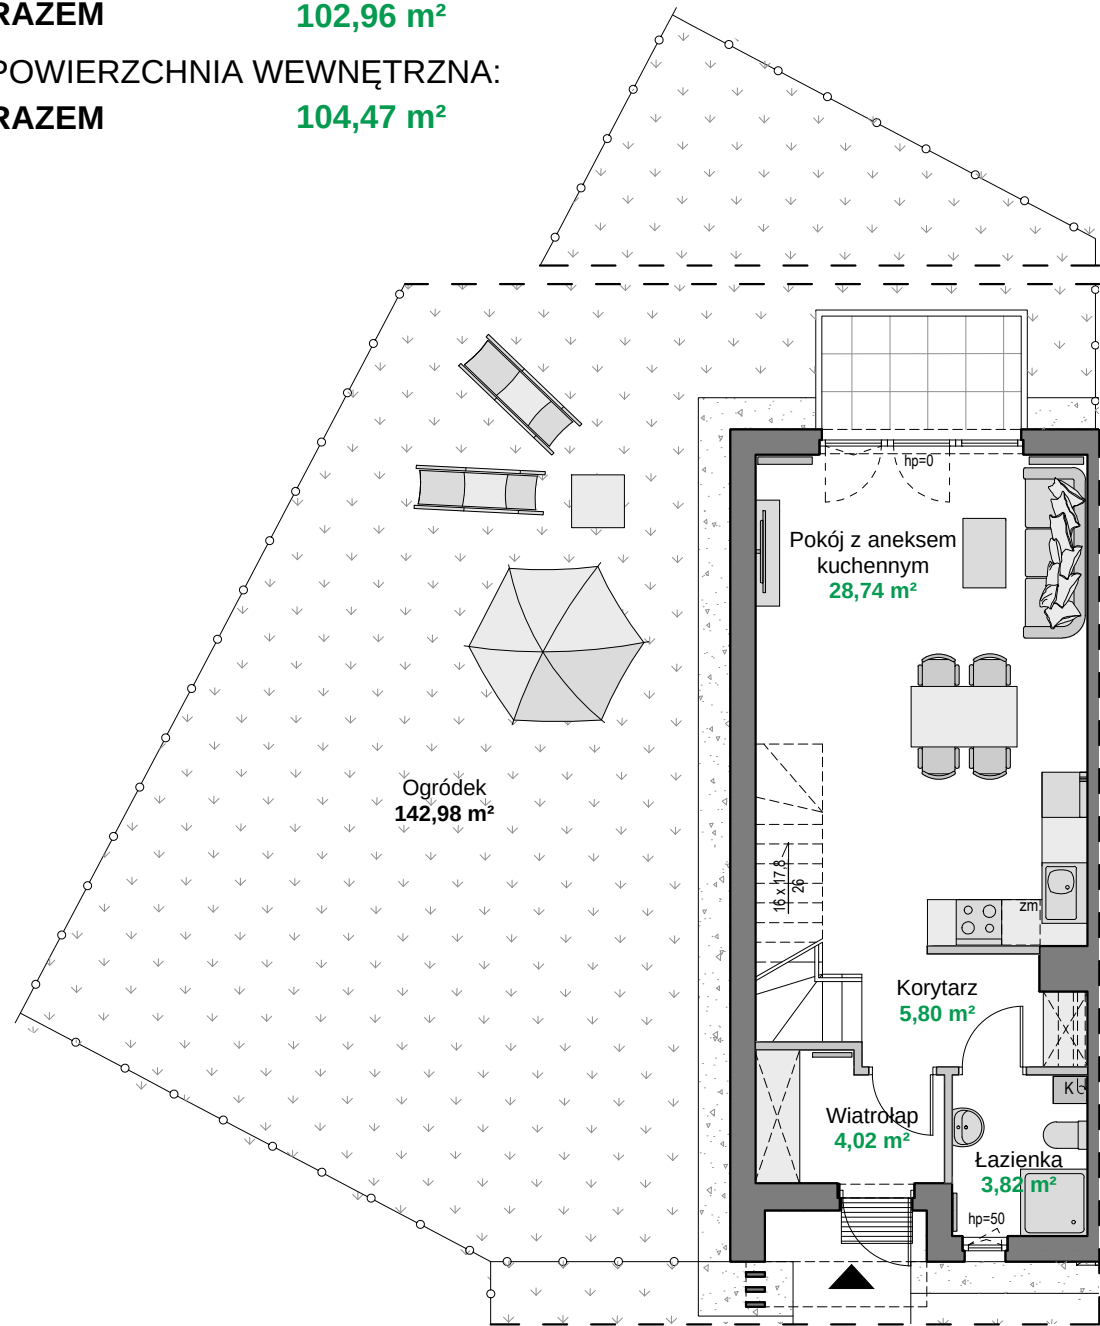 RAZEM 102,96 m²
POWIERZCHNIA WEWNĘTRZNA:
RAZEM 104,47 m²
hp=0
Pokój z aneksem
kuchennym
28,74 m²
Ogródek
142,98 m²
16 x 17,8
26
zm
Korytarz
5,80 m²
K
Wiatrołap
4,02 m²
Łazienka
3,82 m²
hp=50